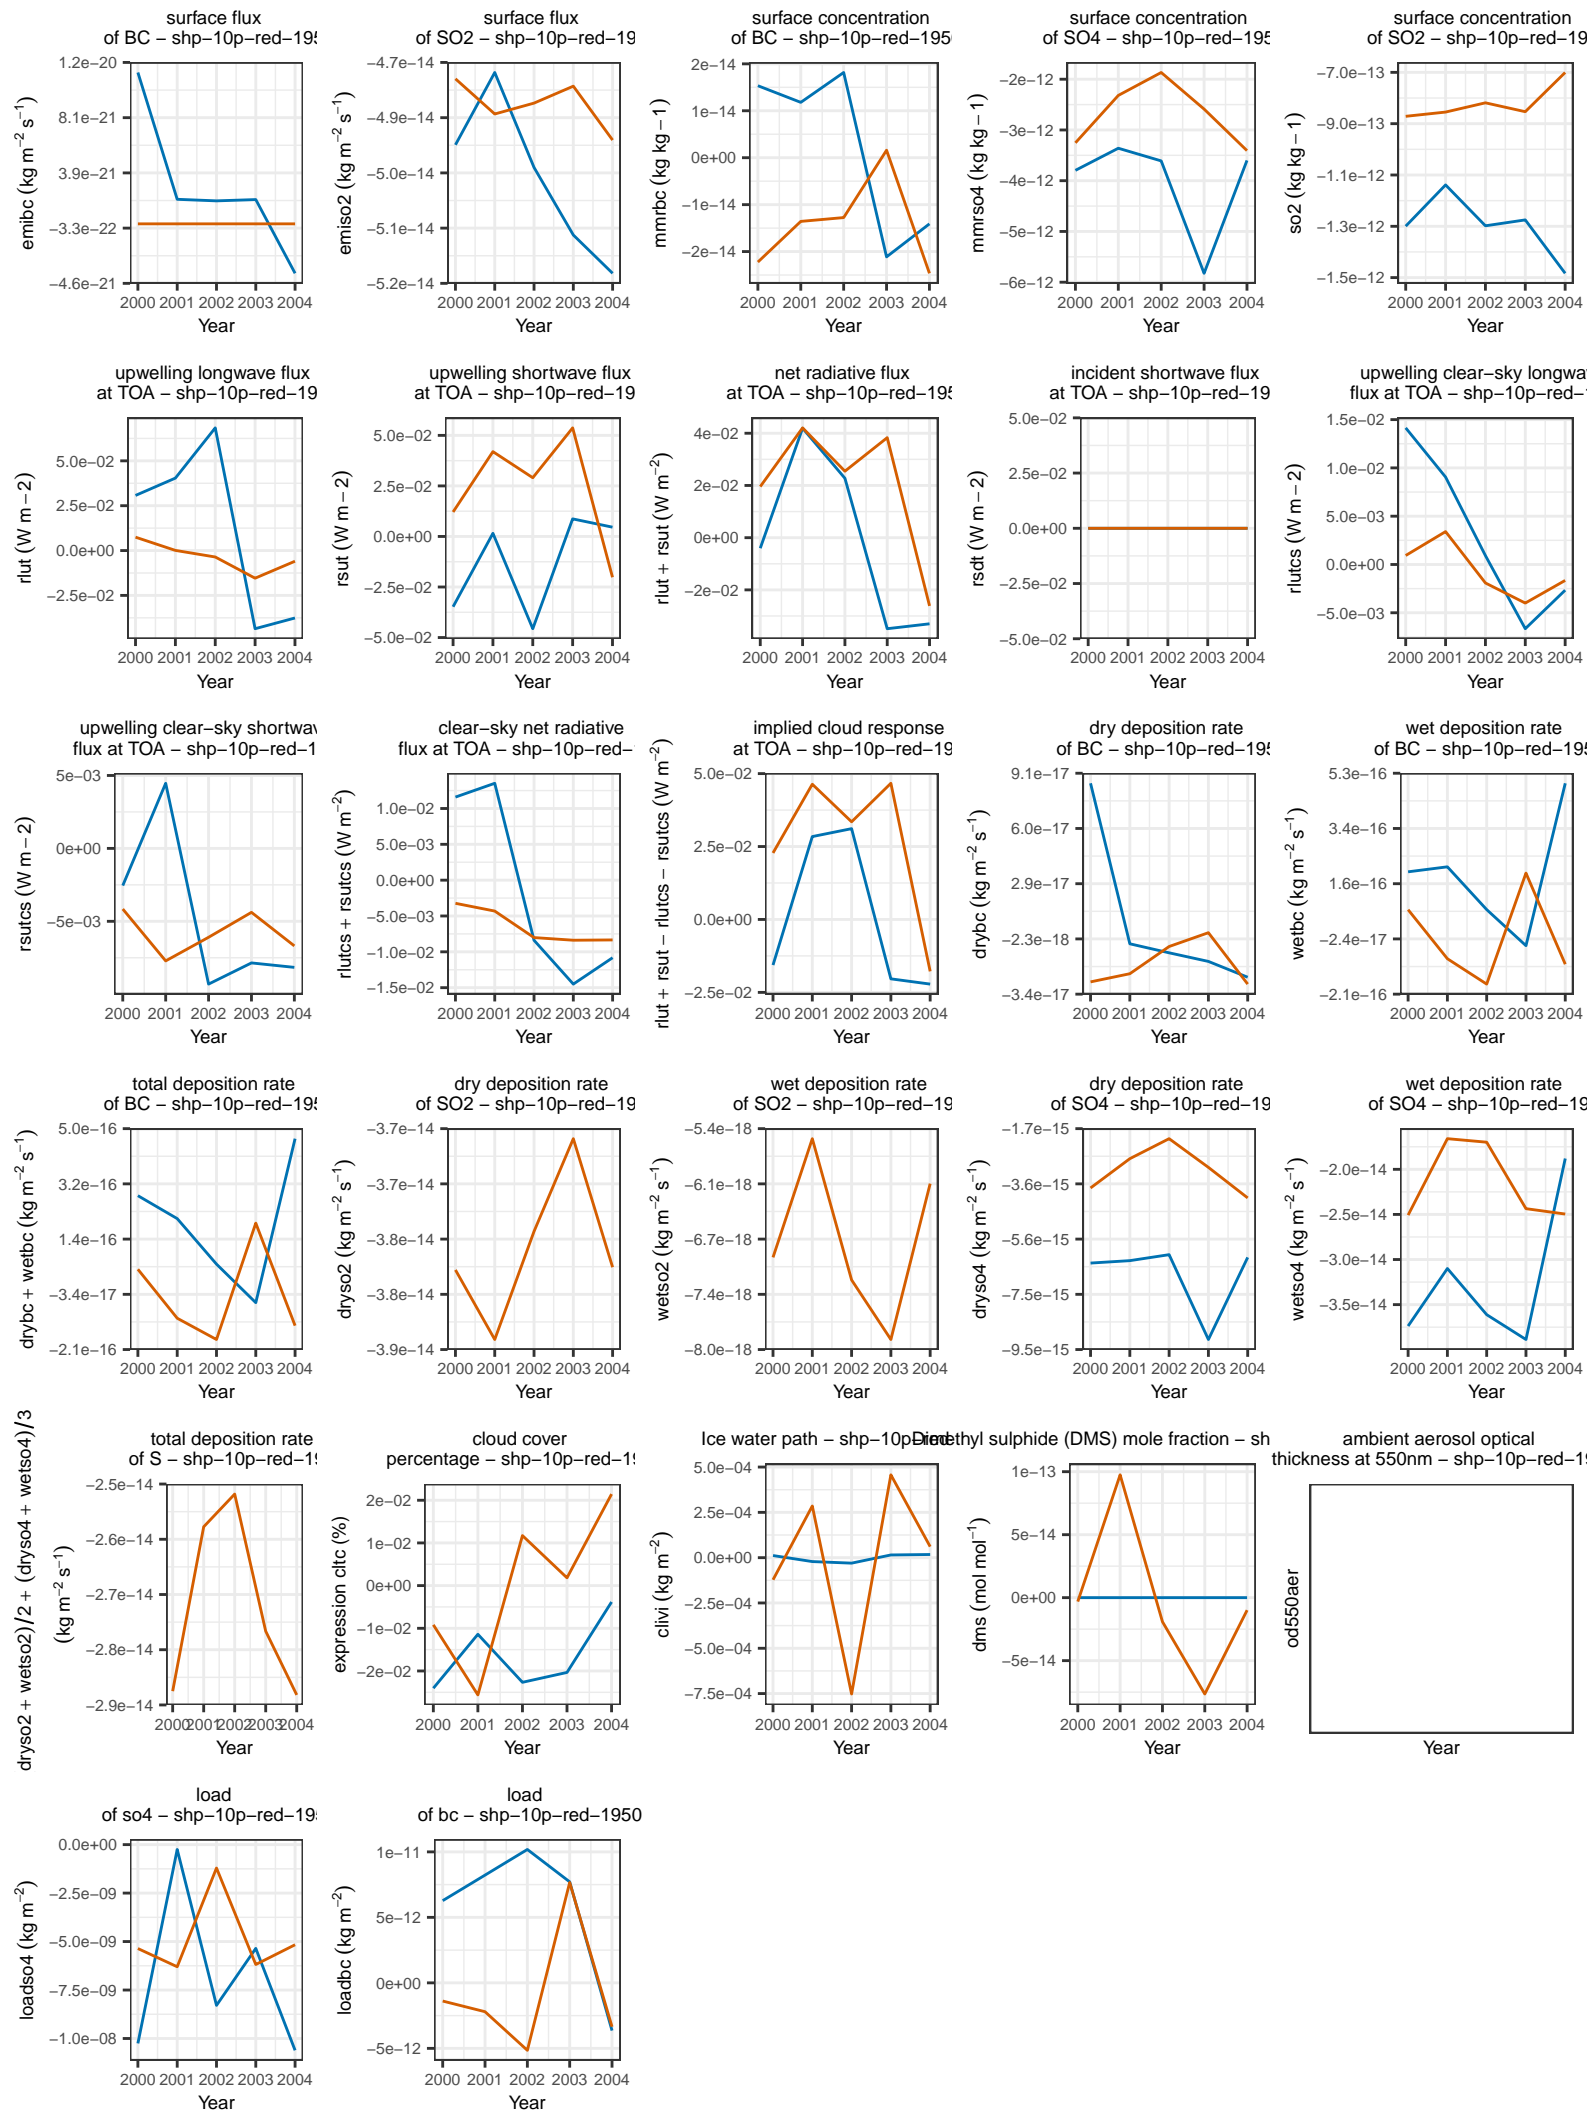 surface flux
of BC − shp−10p−red−195
1.2e−20
8.1e−21
3.9e−21
−3.3e−22
−4.6e−21
emibc (kg m−2 s−1)
2000 2001 2002 2003 2004
Year
surface flux
of SO2 − shp−10p−red−19
−4.7e−14
−4.9e−14
−5.0e−14
−5.1e−14
−5.2e−14
emiso2 (kg m−2 s−1)
2000 2001 2002 2003 2004
Year
surface concentration
of BC − shp−10p−red−1950
2e−14
1e−14
0e+00
−1e−14
−2e−14
mmrbc (kg kg − 1)
2000 2001 2002 2003 2004
Year
surface concentration
of SO4 − shp−10p−red−195
−2e−12
−3e−12
−4e−12
−5e−12
−6e−12
mmrso4 (kg kg − 1)
2000 2001 2002 2003 2004
Year
surface concentration
of SO2 − shp−10p−red−19
−7.0e−13
−9.0e−13
−1.1e−12
−1.3e−12
−1.5e−12
so2 (kg kg − 1)
2000 2001 2002 2003 2004
Year
upwelling longwave flux
at TOA − shp−10p−red−19
5.0e−02
2.5e−02
0.0e+00
−2.5e−02
rlut (W m − 2)
2000 2001 2002 2003 2004
Year
upwelling shortwave flux
at TOA − shp−10p−red−19
5.0e−02
2.5e−02
0.0e+00
−2.5e−02
−5.0e−02
rsut (W m − 2)
2000 2001 2002 2003 2004
Year
net radiative flux
at TOA − shp−10p−red−195
4e−02
2e−02
0e+00
−2e−02
rlut + rsut (W m−2)
2000 2001 2002 2003 2004
Year
incident shortwave flux
at TOA − shp−10p−red−19
5.0e−02
2.5e−02
0.0e+00
−2.5e−02
−5.0e−02
rsdt (W m − 2)
2000 2001 2002 2003 2004
Year
upwelling clear−sky longwav
flux at TOA − shp−10p−red−1
1.5e−02
1.0e−02
5.0e−03
0.0e+00
−5.0e−03
rlutcs (W m − 2)
2000 2001 2002 2003 2004
Year
upwelling clear−sky shortwav
flux at TOA − shp−10p−red−1
5e−03
0e+00
−5e−03
rsutcs (W m − 2)
2000 2001 2002 2003 2004
Year
clear−sky net radiative
flux at TOA − shp−10p−red−
1.0e−02
5.0e−03
0.0e+00
−5.0e−03
−1.0e−02
−1.5e−02
rlutcs + rsutcs (W m−2)
2000 2001 2002 2003 2004
Year
implied cloud response
at TOA − shp−10p−red−19
5.0e−02
2.5e−02
0.0e+00
−2.5e−02
rlut + rsut − rlutcs − rsutcs (W m−2)
2000 2001 2002 2003 2004
Year
dry deposition rate
of BC − shp−10p−red−195
9.1e−17
6.0e−17
2.9e−17
−2.3e−18
−3.4e−17
drybc (kg m−2 s−1)
2000 2001 2002 2003 2004
Year
wet deposition rate
of BC − shp−10p−red−195
5.3e−16
3.4e−16
1.6e−16
−2.4e−17
−2.1e−16
wetbc (kg m−2 s−1)
2000 2001 2002 2003 2004
Year
total deposition rate
of BC − shp−10p−red−195
5.0e−16
3.2e−16
1.4e−16
−3.4e−17
−2.1e−16
drybc + wetbc (kg m−2 s−1)
2000 2001 2002 2003 2004
Year
dry deposition rate
of SO2 − shp−10p−red−19
−3.7e−14
−3.7e−14
−3.8e−14
−3.8e−14
−3.9e−14
dryso2 (kg m−2 s−1)
2000 2001 2002 2003 2004
Year
wet deposition rate
of SO2 − shp−10p−red−19
−5.4e−18
−6.1e−18
−6.7e−18
−7.4e−18
−8.0e−18
wetso2 (kg m−2 s−1)
2000 2001 2002 2003 2004
Year
dry deposition rate
of SO4 − shp−10p−red−19
−1.7e−15
−3.6e−15
−5.6e−15
−7.5e−15
−9.5e−15
dryso4 (kg m−2 s−1)
2000 2001 2002 2003 2004
Year
wet deposition rate
of SO4 − shp−10p−red−19
−2.0e−14
−2.5e−14
−3.0e−14
−3.5e−14
wetso4 (kg m−2 s−1)
2000 2001 2002 2003 2004
Year
total deposition rate
of S − shp−10p−red−19
−2.5e−14
−2.6e−14
−2.7e−14
−2.8e−14
−2.9e−14
dryso2 + wetso2)/2 + (dryso4 + wetso4)/3
(kg m−2 s−1)
2000 2001 2002 2003 2004
Year
cloud cover
percentage − shp−10p−red−19
2e−02
1e−02
0e+00
−1e−02
−2e−02
expression cltc (%)
2000 2001 2002 2003 2004
Year
Ice water path − shp−10p−red
5.0e−04
2.5e−04
0.0e+00
−2.5e−04
−5.0e−04
−7.5e−04
clivi (kg m−2)
2000 2001 2002 2003 2004
Year
Dimethyl sulphide (DMS) mole fraction − sh
1e−13
5e−14
0e+00
−5e−14
dms (mol mol−1)
2000 2001 2002 2003 2004
Year
ambient aerosol optical
thickness at 550nm − shp−10p−red−19
od550aer
Year
load
of so4 − shp−10p−red−195
0.0e+00
−2.5e−09
−5.0e−09
−7.5e−09
−1.0e−08
loadso4 (kg m−2)
2000 2001 2002 2003 2004
Year
load
of bc − shp−10p−red−1950
1e−11
5e−12
0e+00
−5e−12
loadbc (kg m−2)
2000 2001 2002 2003 2004
Year